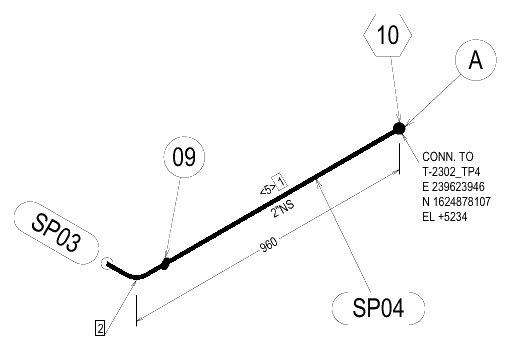 10
A
09
CONN. TO
T-2302_TP4
E 239623946
N 1624878107
EL +5234
<5> 1
2"NS
SP03
960
SP04
2